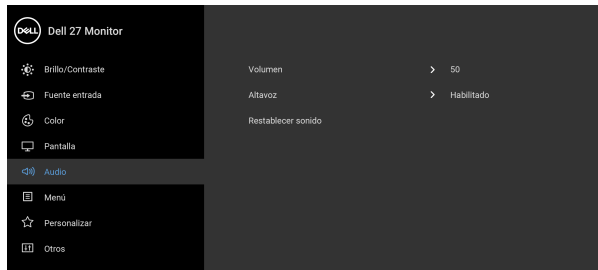 DELL Dell 27 Monitor
Brillo/Contraste
Fuente entrada
Color
Pantalla
Audio
Menú
Personalizar
Otros
Volumen 50
Altavoz Habilitado
Restablecer sonido